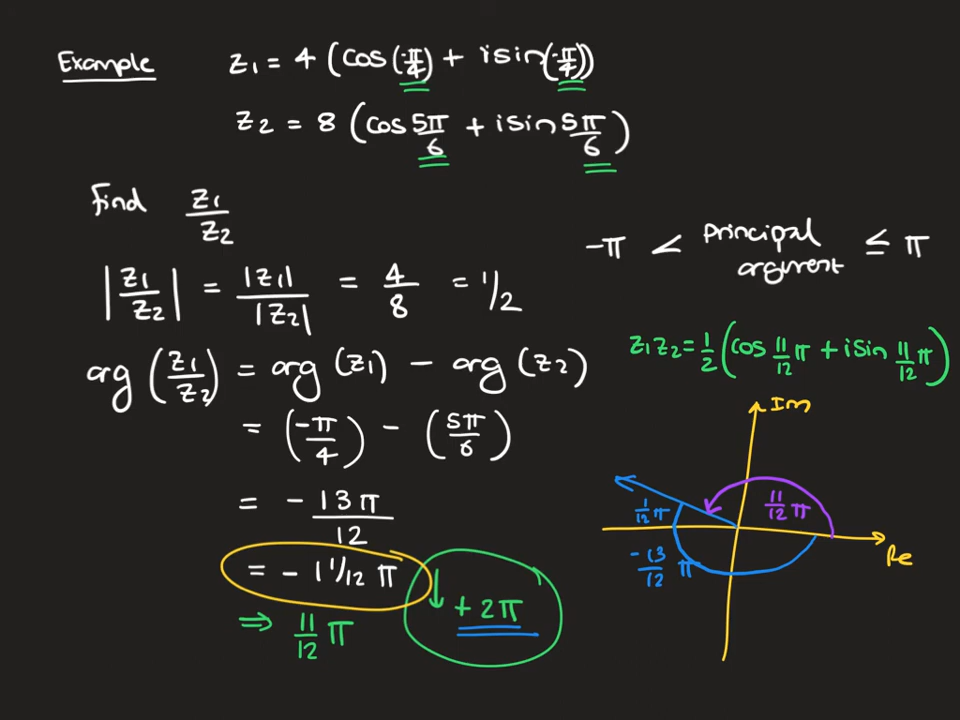 Example z₁ = 4 (cos(-π/4) + isin(-π/4))
z₂ = 8 (cos 5π/6 + isin 5π/6)
Find z₁/z₂
-π < Principal argument ≤ π
|z₁/z₂| = |z₁|/|z₂| = 4/8 = 1/2
z₁z₂ = 1/2 (cos 11/12 π + isin 11/12 π)
arg (z₁/z₂) = arg (z₁) - arg (z₂)
= (-π/4) - (5π/6)
= - 13π/12
= - 1 1/12 π
↓ + 2π
⇒ 11/12 π
Im
1/12 π
11/12 π
-13/12 π
Re